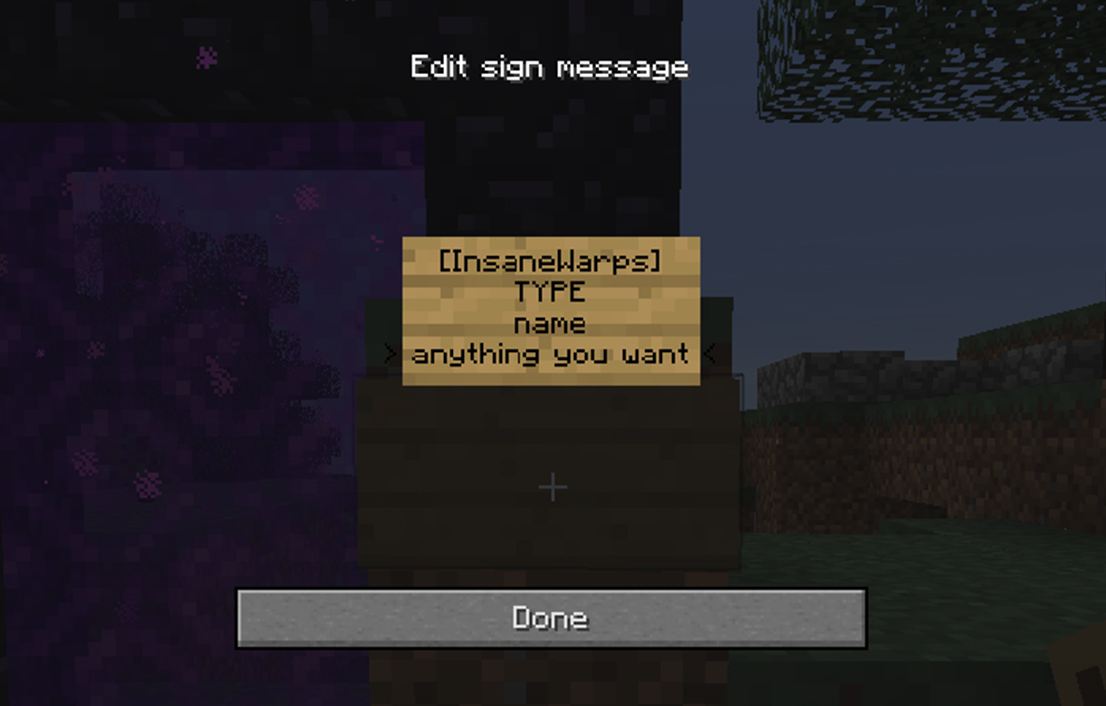 Edit sign message
[InsaneWarps]
TYPE
name
> anything you want <
Done